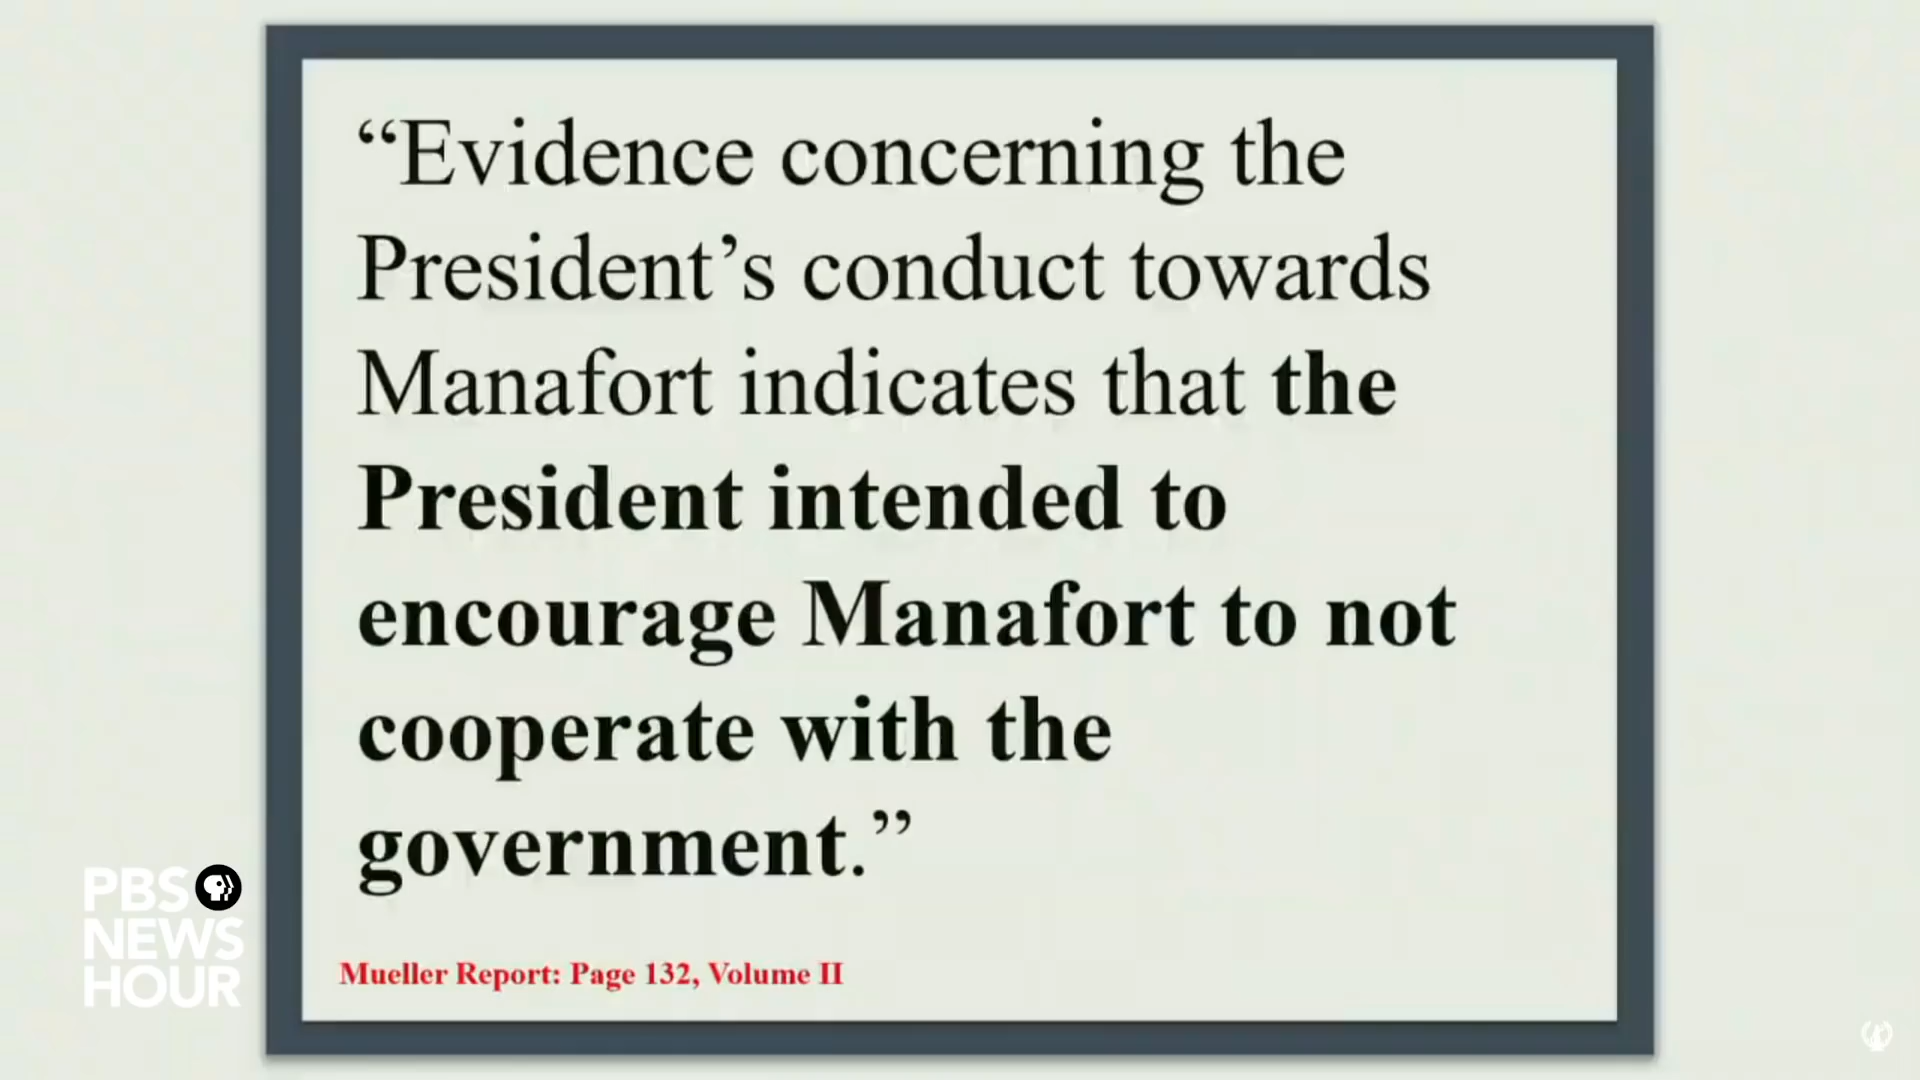 “Evidence concerning the
President’s conduct towards
Manafort indicates that the
President intended to
encourage Manafort to not
cooperate with the
government.”
Mueller Report: Page 132, Volume II
PBS
NEWS
HOUR